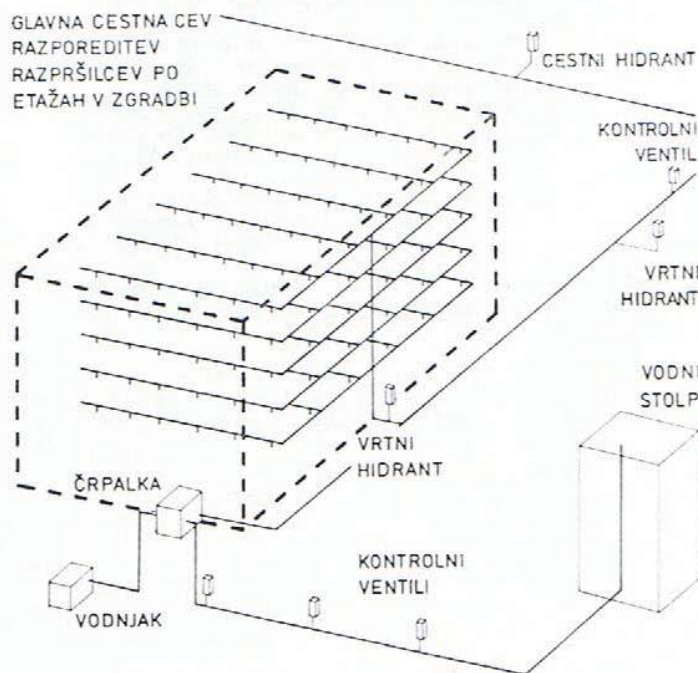 GLAVNA CESTNA CEV
RAZPOREDITEV
RAZPRŠILCEV PO
ETAŽAH V ZGRADBI
CESTNI HIDRANT
KONTROLNI
VENTIL
VRTNI
HIDRANT
VODNI
STOLP
VRTNI
HIDRANT
ČRPALKA
KONTROLNI
VENTILI
VODNJAK